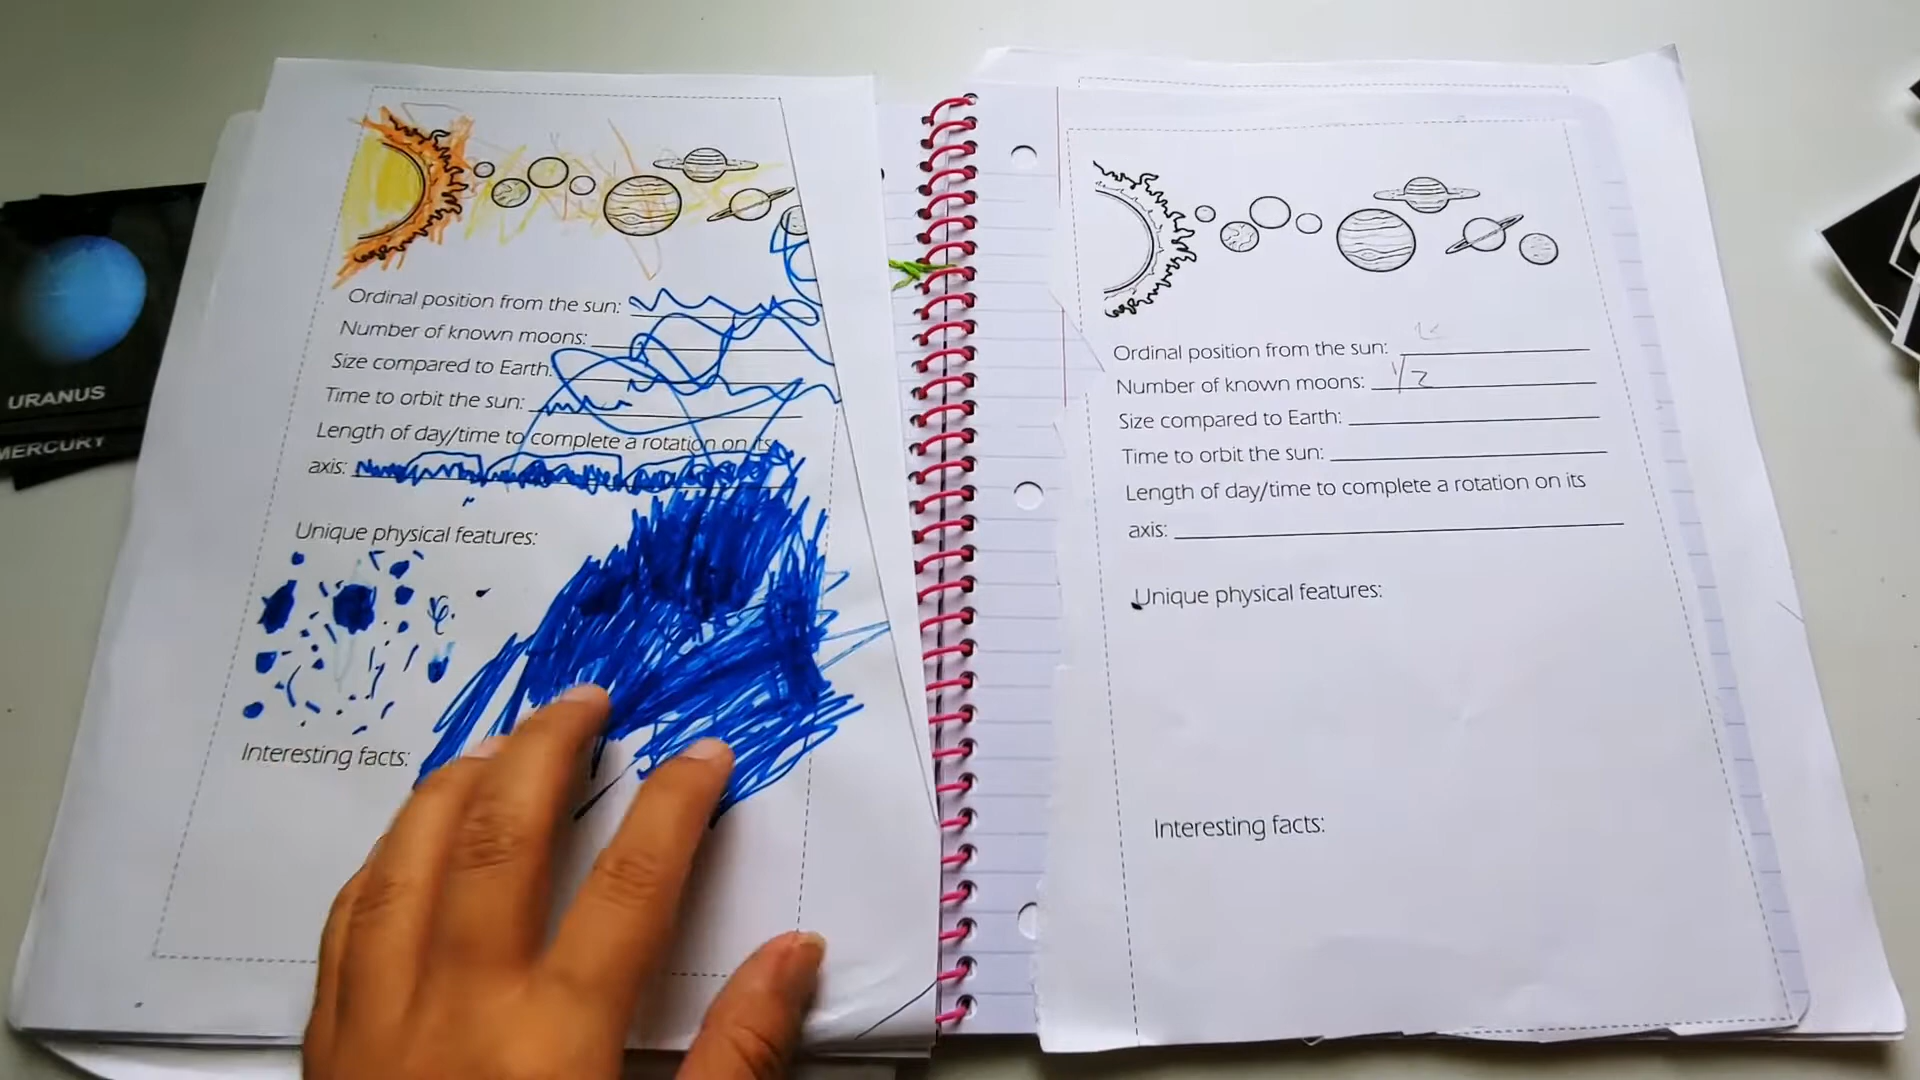 URANUS
MERCURY
Ordinal position from the sun:
Number of known moons:
Size compared to Earth:
Time to orbit the sun:
Length of day/time to complete a rotation on its
axis:
Unique physical features:
Interesting facts:
Ordinal position from the sun:
Number of known moons:
Size compared to Earth:
Time to orbit the sun:
Length of day/time to complete a rotation on its
axis:
Unique physical features:
Interesting facts: